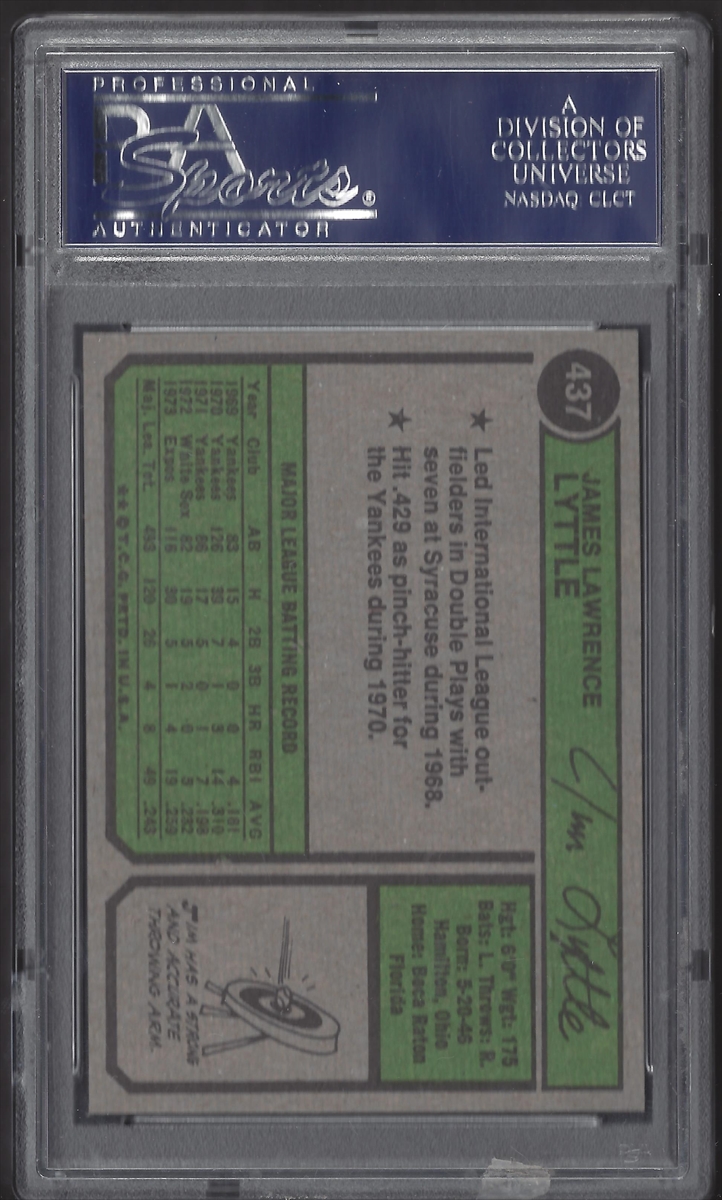 PROFESSIONAL
PSA
Sports®
AUTHENTICATOR
A
DIVISION OF
COLLECTORS
UNIVERSE
NASDAQ CLCT
437
JAMES LAWRENCE
LYTTLE
Jim Lyttle
★ Led International League out-
fielders in Double Plays with
seven at Syracuse during 1968.
★ Hit .429 as pinch-hitter for
the Yankees during 1970.
MAJOR LEAGUE BATTING RECORD
Year Club AB H 2B 3B HR RBI AVG
1969 Yankees 83 15 4 0 0 4 .181
1970 Yankees 126 39 7 1 3 14 .310
1971 Yankees 86 17 5 0 1 7 .198
1972 White Sox 82 19 5 2 0 5 .232
1973 Expos 116 30 5 1 4 19 .259
Maj. Lea. Tot. 493 120 26 4 8 49 .243
★★ © T.C.G. PRTD. IN U.S.A.
Hgt: 6'0" Wgt: 175
Bats: L. Throws: R.
Born: 5-20-46
Hamilton, Ohio
Home: Boca Raton
Florida
JIM HAS A STRONG
AND ACCURATE
THROWING ARM.